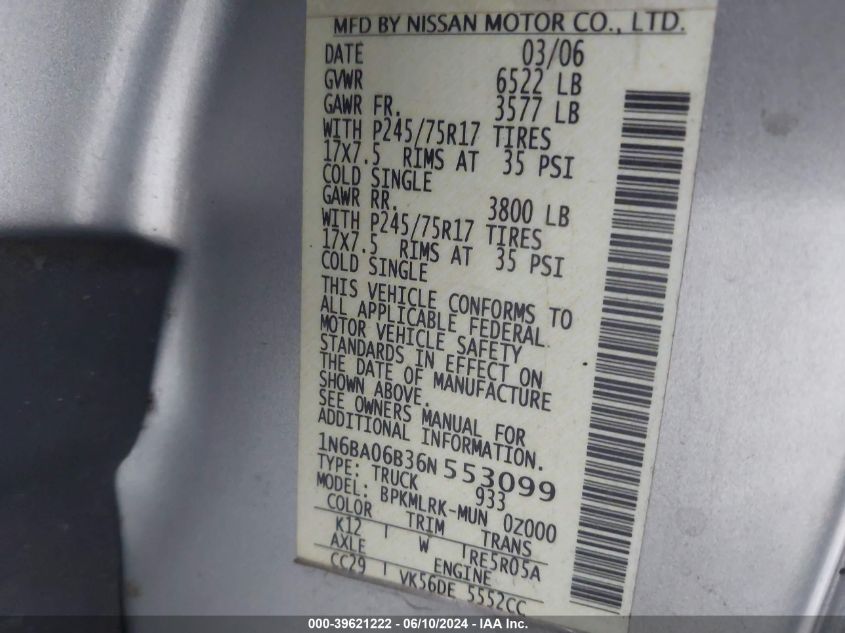 MFD BY NISSAN MOTOR CO., LTD.
DATE 03/06
GVWR 6522 LB
GAWR FR. 3577 LB
WITH P245/75R17 TIRES
17X7.5 RIMS AT 35 PSI
COLD SINGLE
GAWR RR. 3800 LB
WITH P245/75R17 TIRES
17X7.5 RIMS AT 35 PSI
COLD SINGLE
THIS VEHICLE CONFORMS TO
ALL APPLICABLE FEDERAL
MOTOR VEHICLE SAFETY
STANDARDS IN EFFECT ON
THE DATE OF MANUFACTURE
SHOWN ABOVE.
SEE OWNERS MANUAL FOR
ADDITIONAL INFORMATION.
1N6BA06B36N 553099
TYPE: TRUCK 933
MODEL: BPKMLRK-MUN 0Z000
COLOR TRIM TRANS
K12 W RE5R05A
AXLE ENGINE
CC29 VK56DE 5552CC
000-39621222 - 06/10/2024 - IAA Inc.